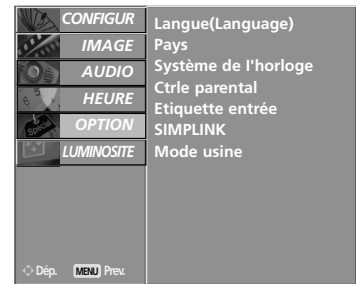 CONFIGUR
IMAGE
AUDIO
HEURE
OPTION
LUMINOSITE
Langue(Language)
Pays
Système de l'horloge
Ctrle parental
Etiquette entrée
SIMPLINK
Mode usine
Dép. MENU Prev.